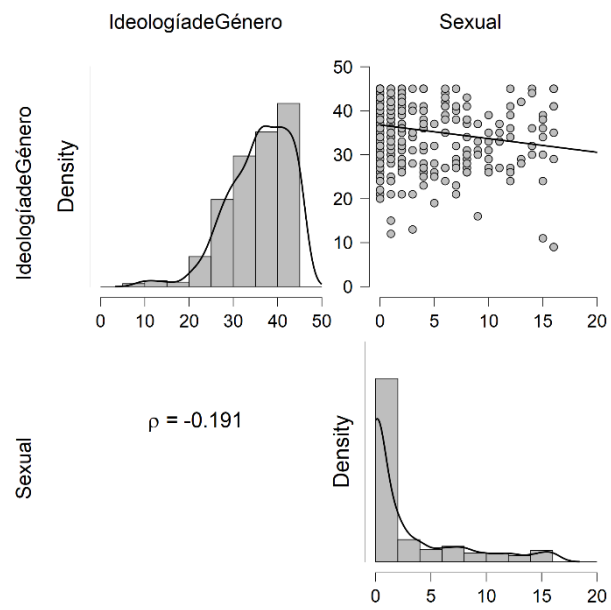 IdeologíadeGénero
Sexual
IdeologíadeGénero
Density
0 10 20 30 40 50
50
40
30
20
10
0
0 5 10 15 20
Sexual
ρ = -0.191
Density
0 5 10 15 20